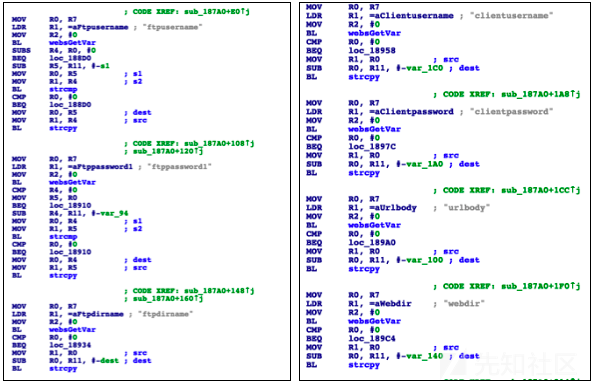 ; CODE XREF: sub_187A0+E0↑j
MOV R0, R7
LDR R1, =aFtpusername ; "ftpusername"
MOV R2, #0
BL websGetVar
SUBS R4, R0, #0
BEQ loc_188D0
SUB R5, R11, #-s1
MOV R0, R5 ; s1
MOV R1, R4 ; s2
BL strcmp
CMP R0, #0
BEQ loc_188D0
MOV R0, R5 ; dest
MOV R1, R4 ; src
BL strcpy
; CODE XREF: sub_187A0+108↑j
; sub_187A0+120↑j
MOV R0, R7
LDR R1, =aFtppassword1 ; "ftppassword1"
MOV R2, #0
BL websGetVar
CMP R4, #0
MOV R5, R0
BEQ loc_18910
SUB R4, R11, #-var_94
MOV R0, R4 ; s1
MOV R1, R5 ; s2
BL strcmp
CMP R0, #0
BEQ loc_18910
MOV R0, R4 ; dest
MOV R1, R5 ; src
BL strcpy
; CODE XREF: sub_187A0+148↑j
; sub_187A0+160↑j
MOV R0, R7
LDR R1, =aFtpdirname ; "ftpdirname"
MOV R2, #0
BL websGetVar
CMP R0, #0
BEQ loc_18934
MOV R1, R0 ; src
SUB R0, R11, #-dest ; dest
BL strcpy
MOV R0, R7
LDR R1, =aClientusername ; "clientusername"
MOV R2, #0
BL websGetVar
CMP R0, #0
BEQ loc_18958
MOV R1, R0 ; src
SUB R0, R11, #-var_1C0 ; dest
BL strcpy
; CODE XREF: sub_187A0+1A8↑j
MOV R0, R7
LDR R1, =aClientpassword ; "clientpassword"
MOV R2, #0
BL websGetVar
CMP R0, #0
BEQ loc_1897C
MOV R1, R0 ; src
SUB R0, R11, #-var_1A0 ; dest
BL strcpy
; CODE XREF: sub_187A0+1CC↑j
MOV R0, R7
LDR R1, =aUrlbody ; "urlbody"
MOV R2, #0
BL websGetVar
CMP R0, #0
BEQ loc_189A0
MOV R1, R0 ; src
SUB R0, R11, #-var_100 ; dest
BL strcpy
; CODE XREF: sub_187A0+1F0↑j
MOV R0, R7
LDR R1, =aWebdir ; "webdir"
MOV R2, #0
BL websGetVar
CMP R0, #0
BEQ loc_189C4
MOV R1, R0 ; src
SUB R0, R11, #-var_140 ; dest
BL strcpy
先知社区